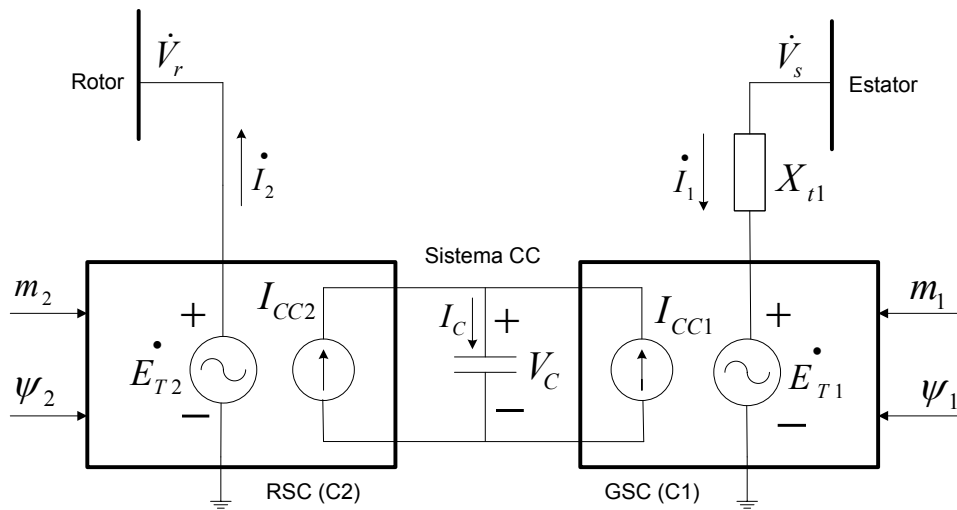 V̇r
Rotor
V̇s
Estator
İ2
İ1
Xt1
Sistema CC
m2
ψ2
+
ĖT2
−
ICC2
IC
+
VC
−
ICC1
+
ĖT1
−
m1
ψ1
RSC (C2)
GSC (C1)